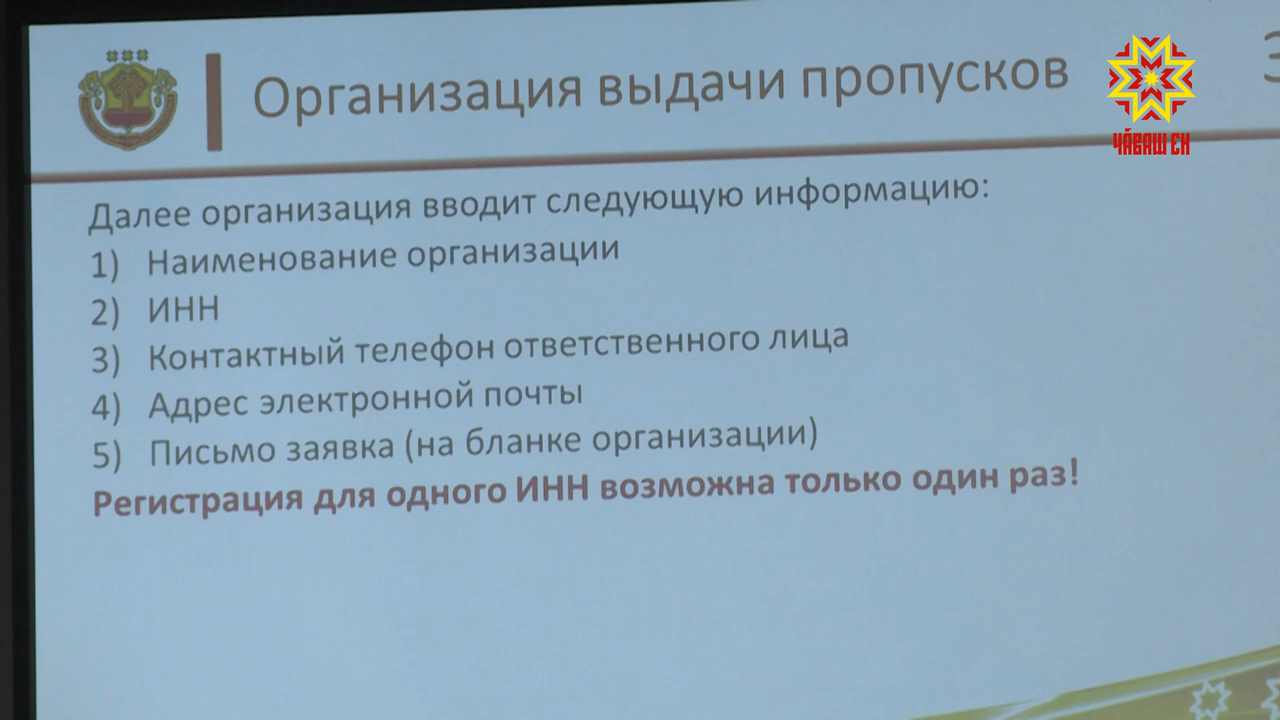 Организация выдачи пропусков
3
ЧӐВАШ ЕН
Далее организация вводит следующую информацию:
1) Наименование организации
2) ИНН
3) Контактный телефон ответственного лица
4) Адрес электронной почты
5) Письмо заявка (на бланке организации)
Регистрация для одного ИНН возможна только один раз!